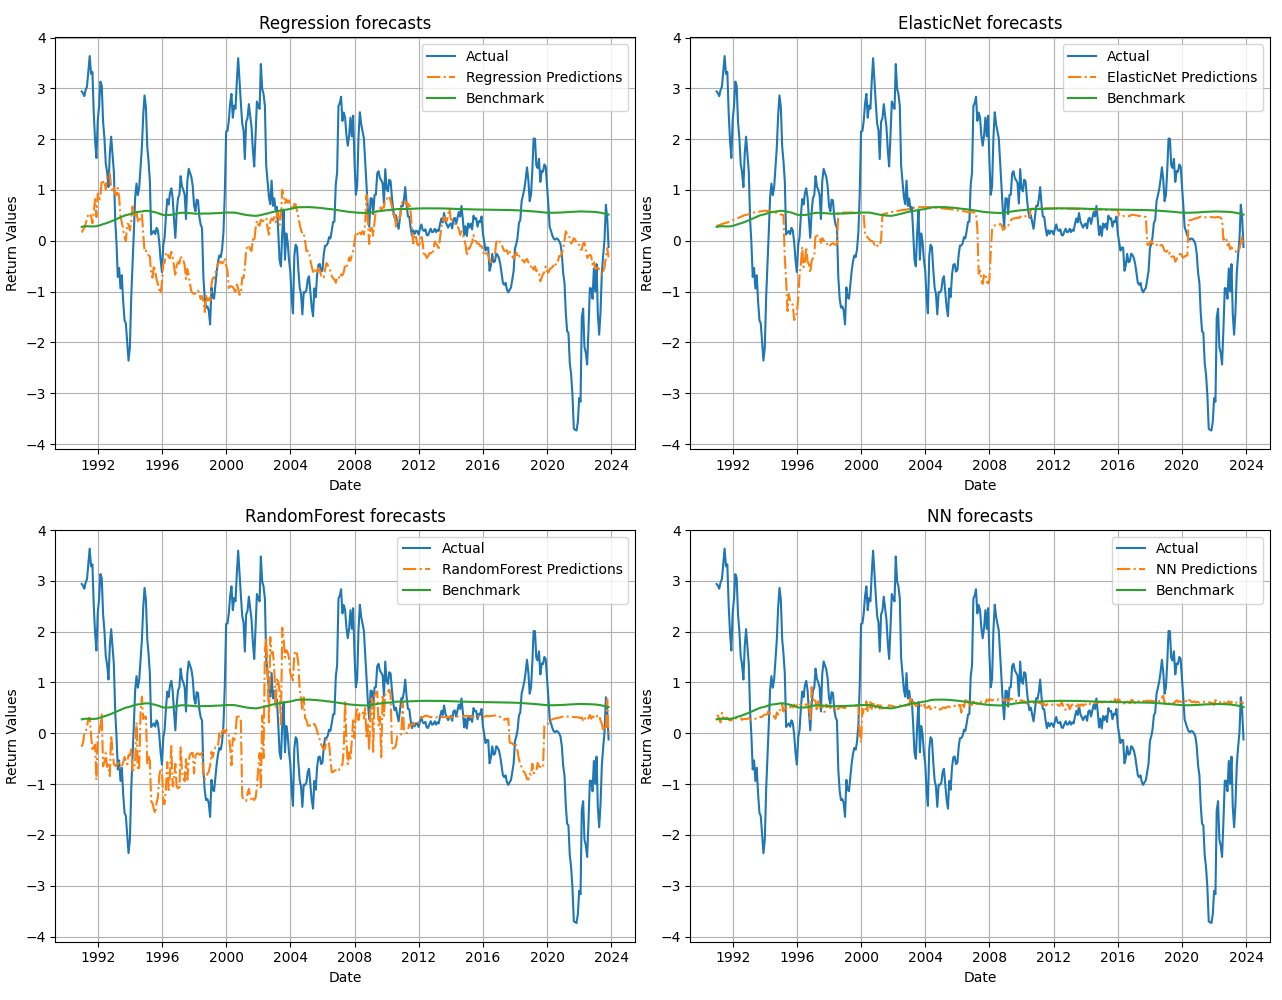 Regression forecasts
Return Values
4
3
2
1
0
−1
−2
−3
−4
Actual
Regression Predictions
Benchmark
1992 1996 2000 2004 2008 2012 2016 2020 2024
Date
ElasticNet forecasts
Return Values
4
3
2
1
0
−1
−2
−3
−4
Actual
ElasticNet Predictions
Benchmark
1992 1996 2000 2004 2008 2012 2016 2020 2024
Date
RandomForest forecasts
Return Values
4
3
2
1
0
−1
−2
−3
−4
Actual
RandomForest Predictions
Benchmark
1992 1996 2000 2004 2008 2012 2016 2020 2024
Date
NN forecasts
Return Values
4
3
2
1
0
−1
−2
−3
−4
Actual
NN Predictions
Benchmark
1992 1996 2000 2004 2008 2012 2016 2020 2024
Date